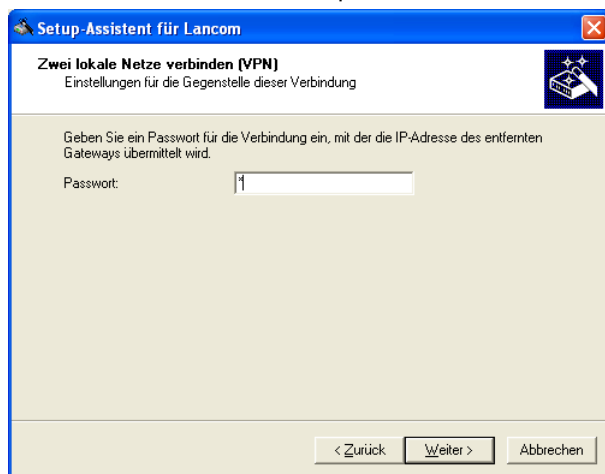 Setup-Assistent für Lancom
Zwei lokale Netze verbinden (VPN)
Einstellungen für die Gegenstelle dieser Verbindung
Geben Sie ein Passwort für die Verbindung ein, mit der die IP-Adresse des entfernten
Gateways übermittelt wird.
Passwort: *
< Zurück Weiter > Abbrechen